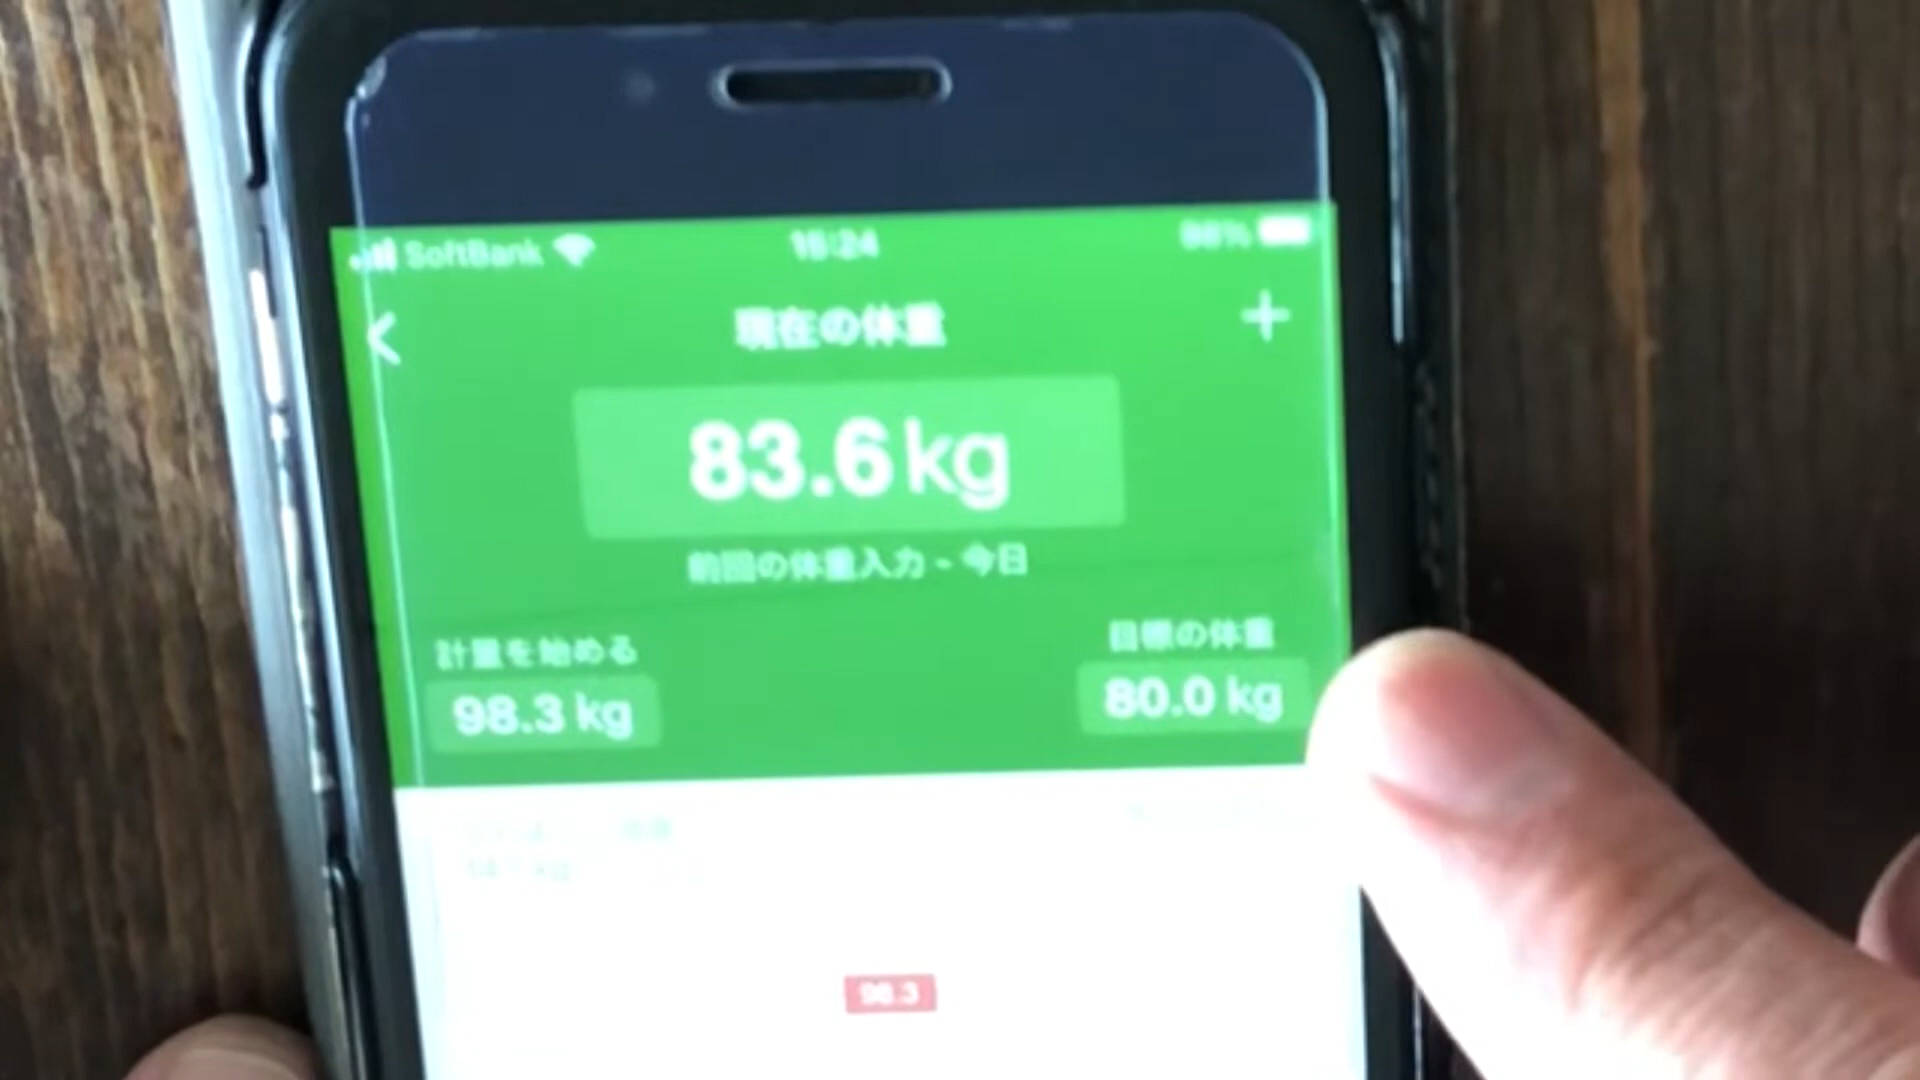 SoftBank 15:24 98%
現在の体重
83.6 kg
前回の体重入力 - 今日
計量を始める 目標の体重
98.3 kg 80.0 kg
98.3